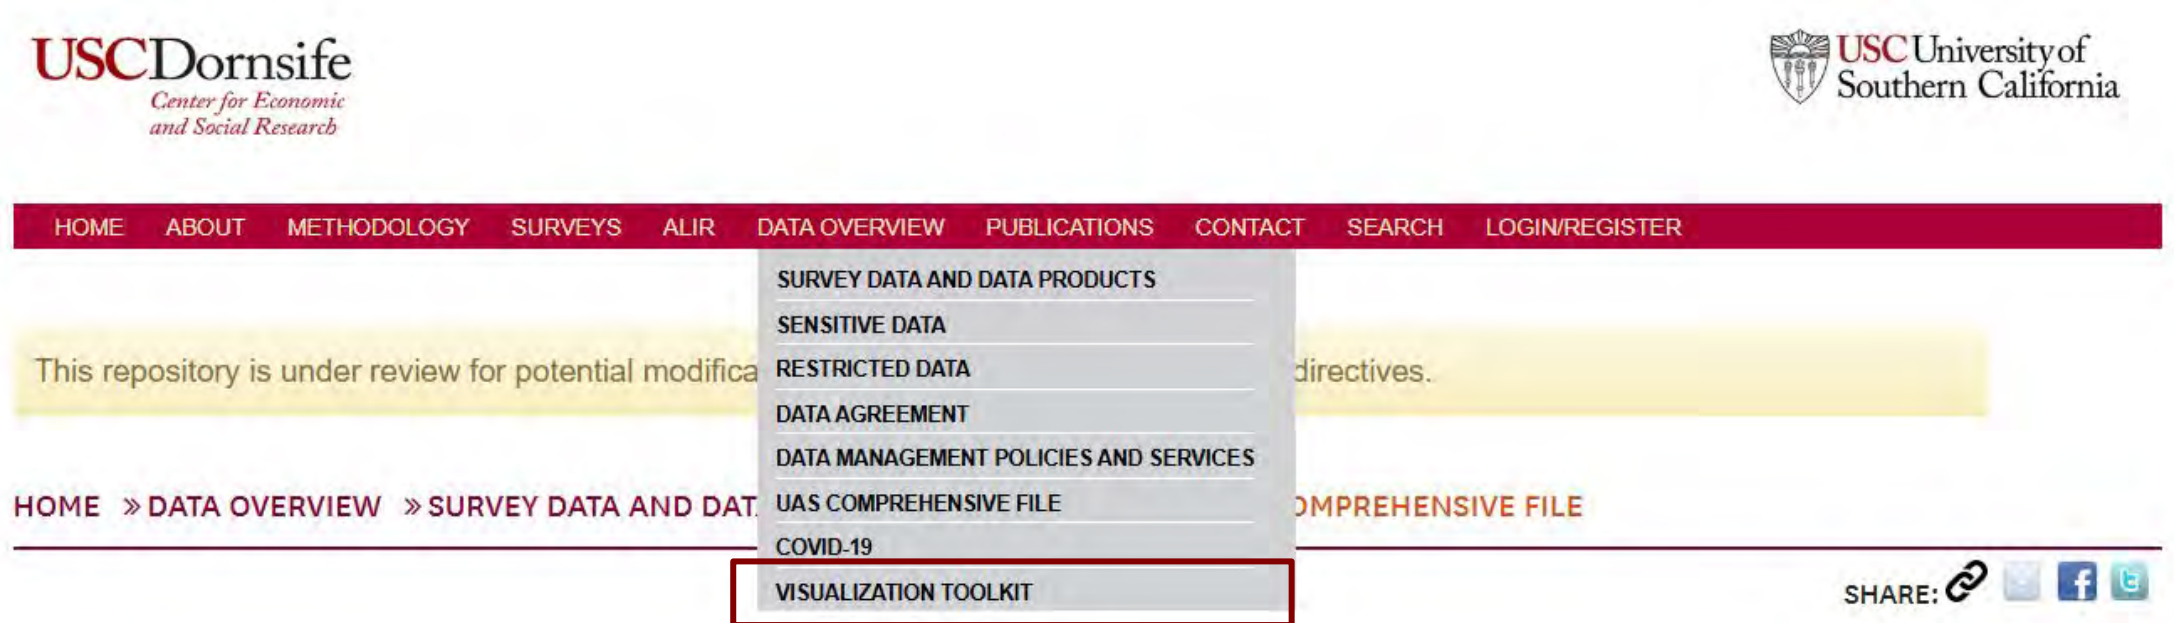 USCDornsife
Center for Economic
and Social Research
USC University of
Southern California
HOME ABOUT METHODOLOGY SURVEYS ALIR DATA OVERVIEW PUBLICATIONS CONTACT SEARCH LOGIN/REGISTER
SURVEY DATA AND DATA PRODUCTS
SENSITIVE DATA
RESTRICTED DATA
DATA AGREEMENT
DATA MANAGEMENT POLICIES AND SERVICES
UAS COMPREHENSIVE FILE
COVID-19
VISUALIZATION TOOLKIT
This repository is under review for potential modifica directives.
HOME » DATA OVERVIEW » SURVEY DATA AND DAT OMPREHENSIVE FILE
SHARE: